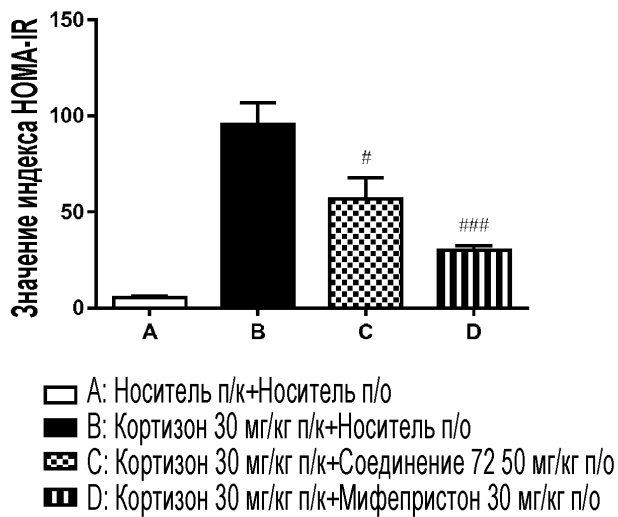 Значение индекса HOMA-IR
150
100
50
0
#
###
A B C D
A: Носитель п/к+Носитель п/о
B: Кортизон 30 мг/кг п/к+Носитель п/о
C: Кортизон 30 мг/кг п/к+Соединение 72 50 мг/кг п/о
D: Кортизон 30 мг/кг п/к+Мифепристон 30 мг/кг п/о